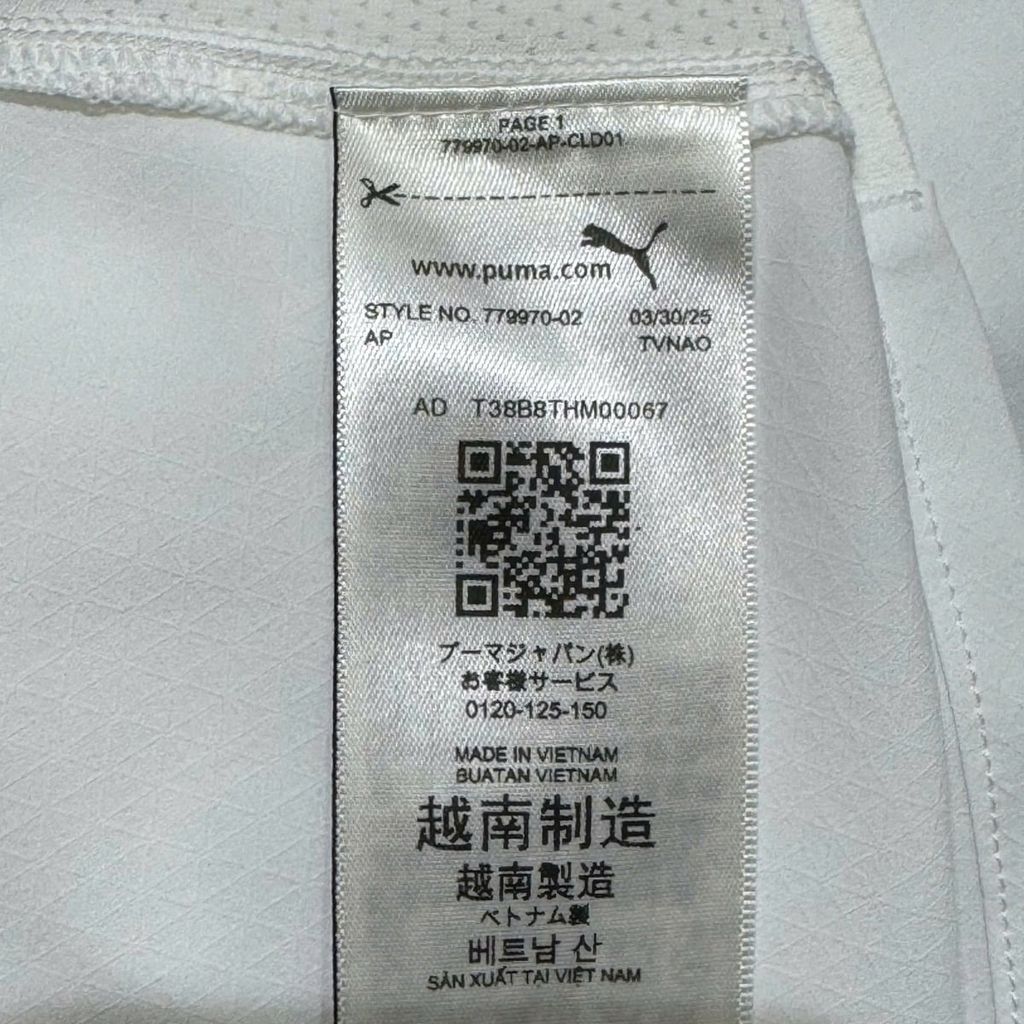 PAGE 1
779970-02-AP-CLD01
www.puma.com
STYLE NO. 779970-02 03/30/25
AP TVNAO
AD T38B8THM00067
プーマジャパン(株)
お客様サービス
0120-125-150
MADE IN VIETNAM
BUATAN VIETNAM
越南制造
越南製造
ベトナム製
베트남 산
SẢN XUẤT TẠI VIỆT NAM